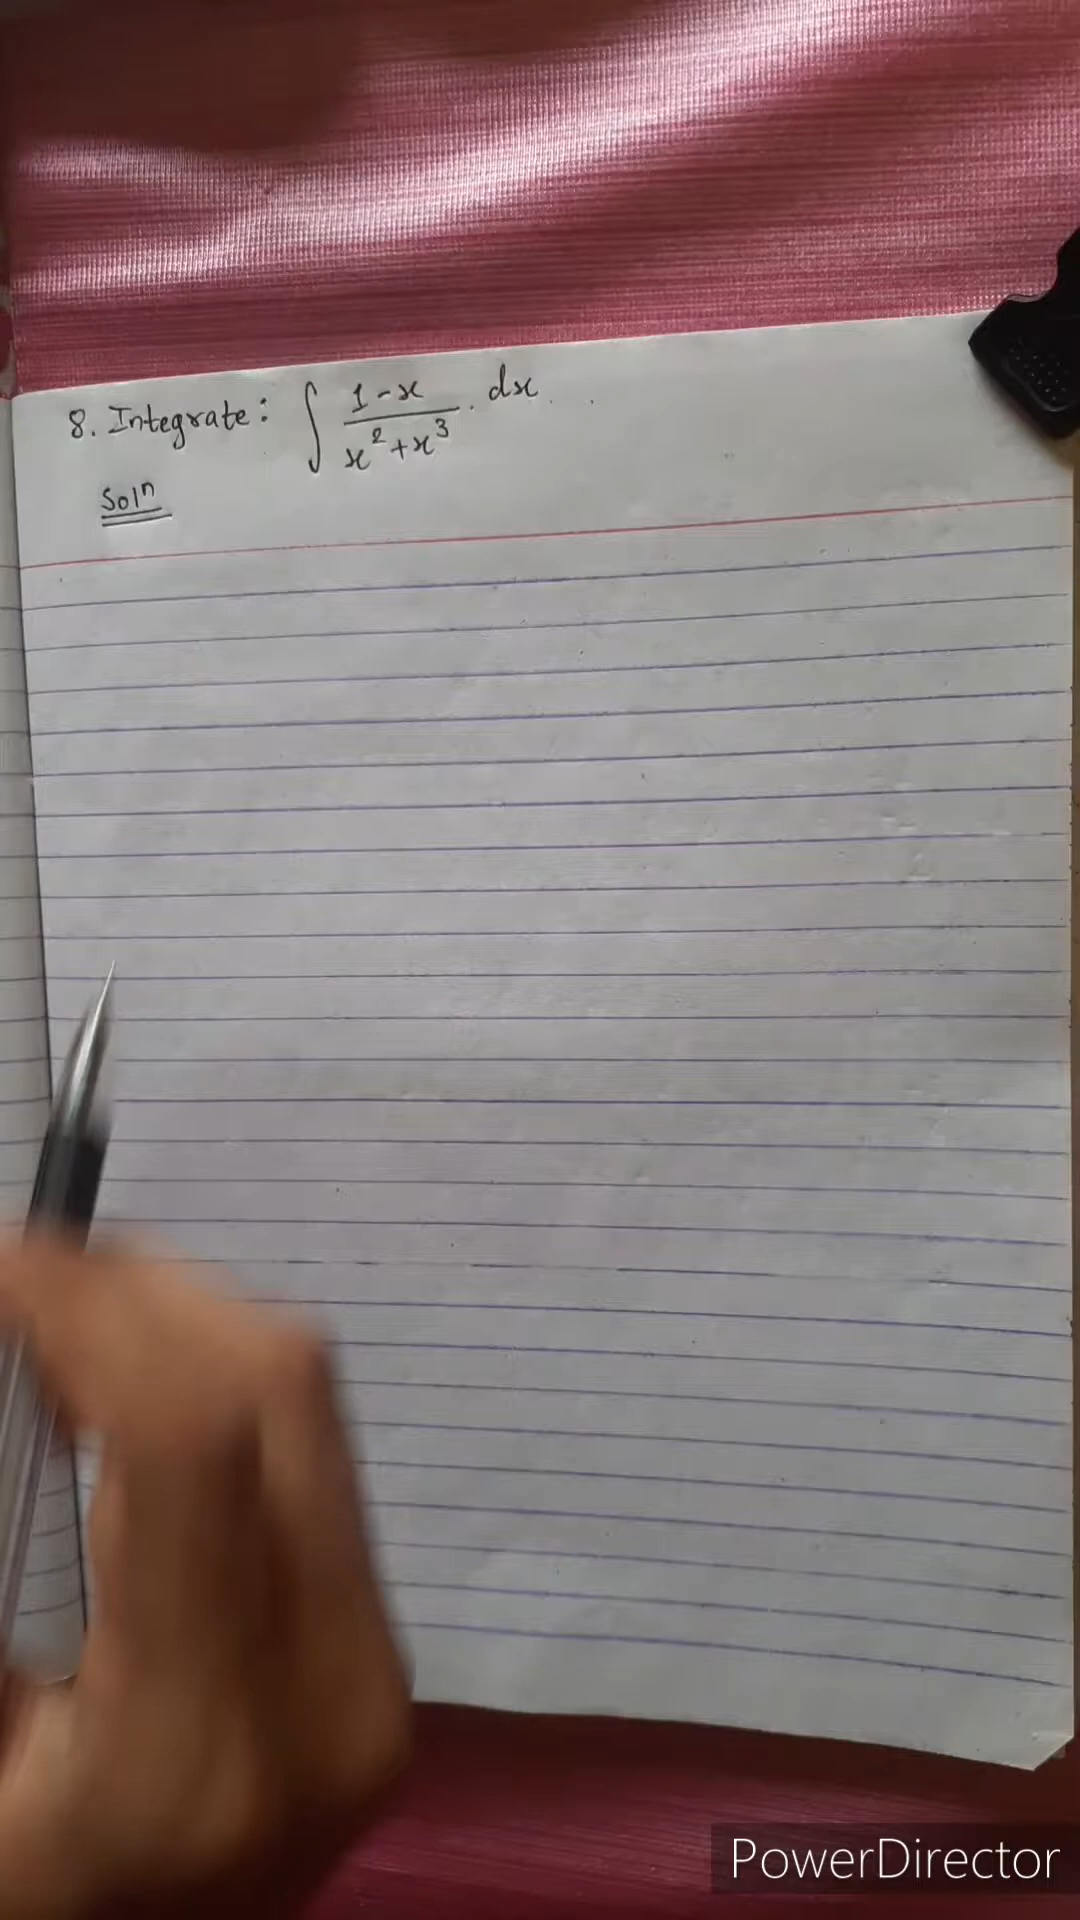 8. Integrate: ∫ (1-x)/(x²+x³) . dx
Solⁿ
PowerDirector